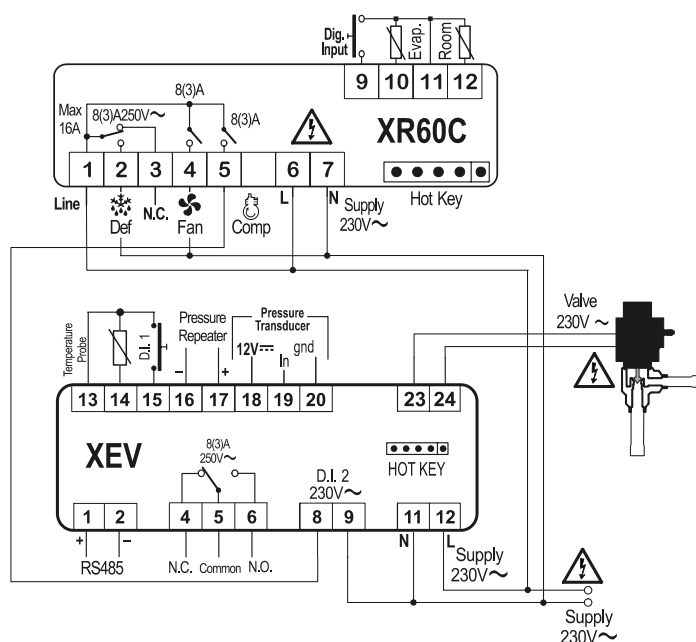 Dig. Input
Evap.
Room
9 10 11 12
8(3)A
Max 16A
8(3)A250V~
8(3)A
XR60C
1 2 3 4 5 6 7
Hot Key
Line
Def
N.C.
Fan
Comp
L
N
Supply 230V~
Valve 230V~
Temperature Probe
D.I. 1
Pressure Repeater
– +
Pressure Transducer
12V
In
gnd
13 14 15 16 17 18 19 20
23 24
XEV
8(3)A 250V~
HOT KEY
D.I. 2 230V~
1 2 4 5 6 8 9 11 12
+ –
RS485
N.C. Common N.O.
N
L
Supply 230V~
Supply 230V~